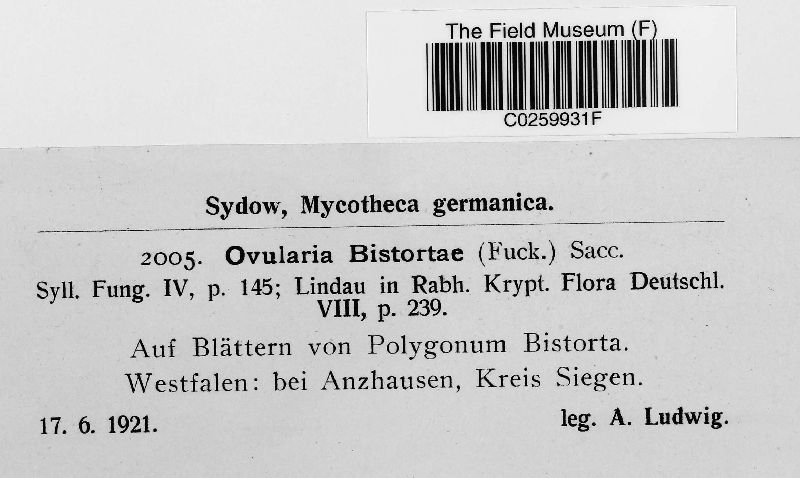 The Field Museum (F)
C0259931F
Sydow, Mycotheca germanica.
2005. Ovularia Bistortae (Fuck.) Sacc.
Syll. Fung. IV, p. 145; Lindau in Rabh. Krypt. Flora Deutschl.
VIII, p. 239.
Auf Blättern von Polygonum Bistorta.
Westfalen: bei Anzhausen, Kreis Siegen.
17. 6. 1921. leg. A. Ludwig.